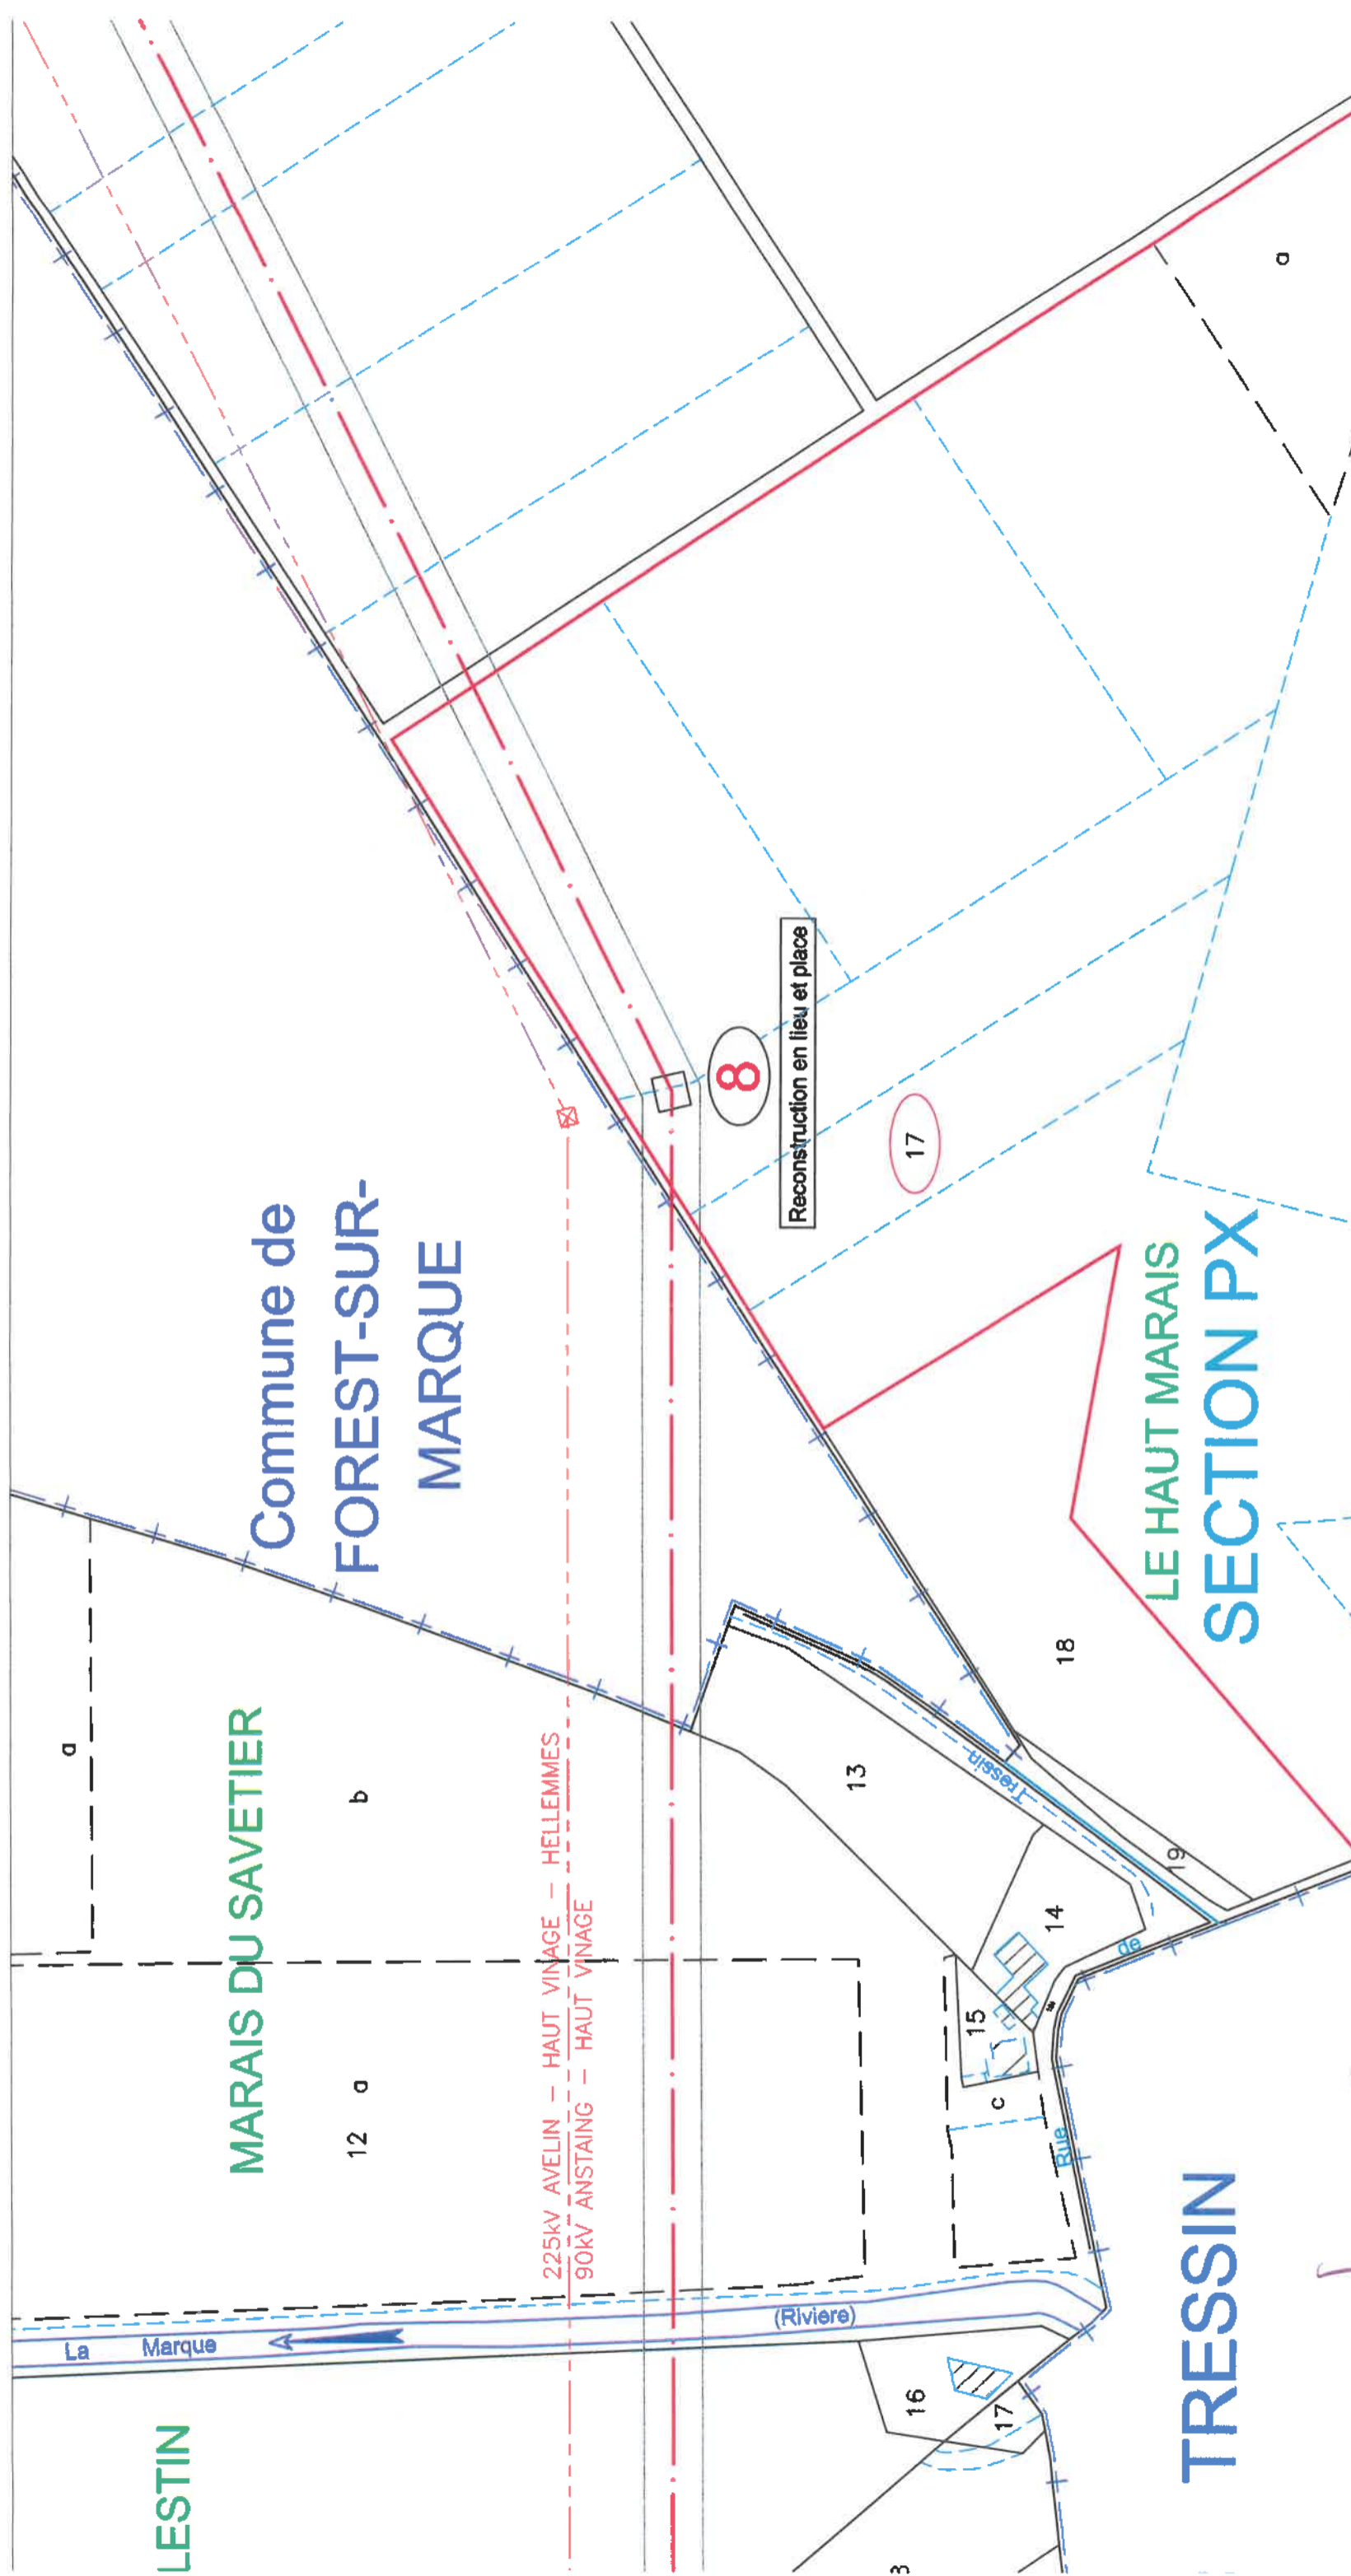 LESTIN
La Marque
(Riviere)
MARAIS DU SAVETIER
12
a
a
b
225kV AVELIN - HAUT VINAGE - HELLEMMES
90kV ANSTAING - HAUT VINAGE
Commune de
FOREST-SUR-
MARQUE
8
Reconstruction en lieu et place
17
13
14
15
c
16
17
18
19
Rue
de
Tressin
LE HAUT MARAIS
SECTION PX
TRESSIN
a